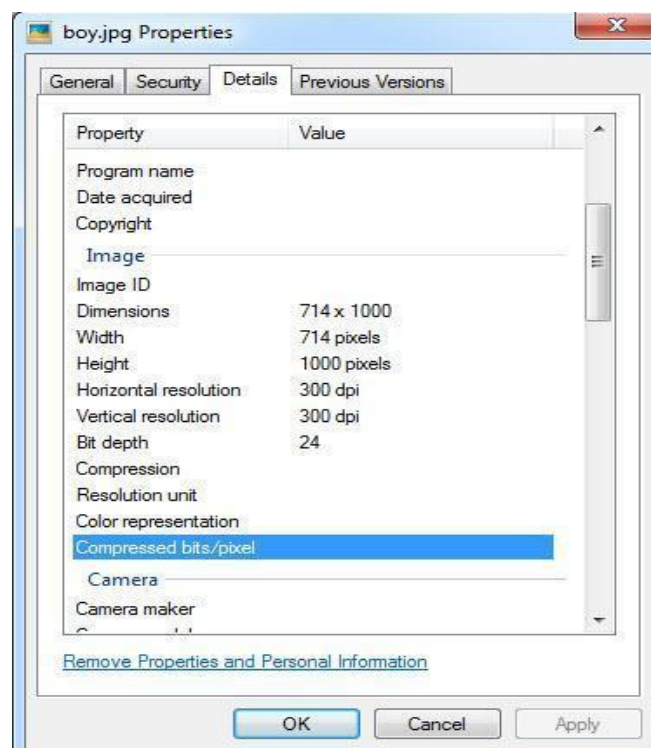 boy.jpg Properties
General Security Details Previous Versions
Property Value
Program name
Date acquired
Copyright
Image
Image ID
Dimensions 714 x 1000
Width 714 pixels
Height 1000 pixels
Horizontal resolution 300 dpi
Vertical resolution 300 dpi
Bit depth 24
Compression
Resolution unit
Color representation
Compressed bits/pixel
Camera
Camera maker
Remove Properties and Personal Information
OK Cancel Apply